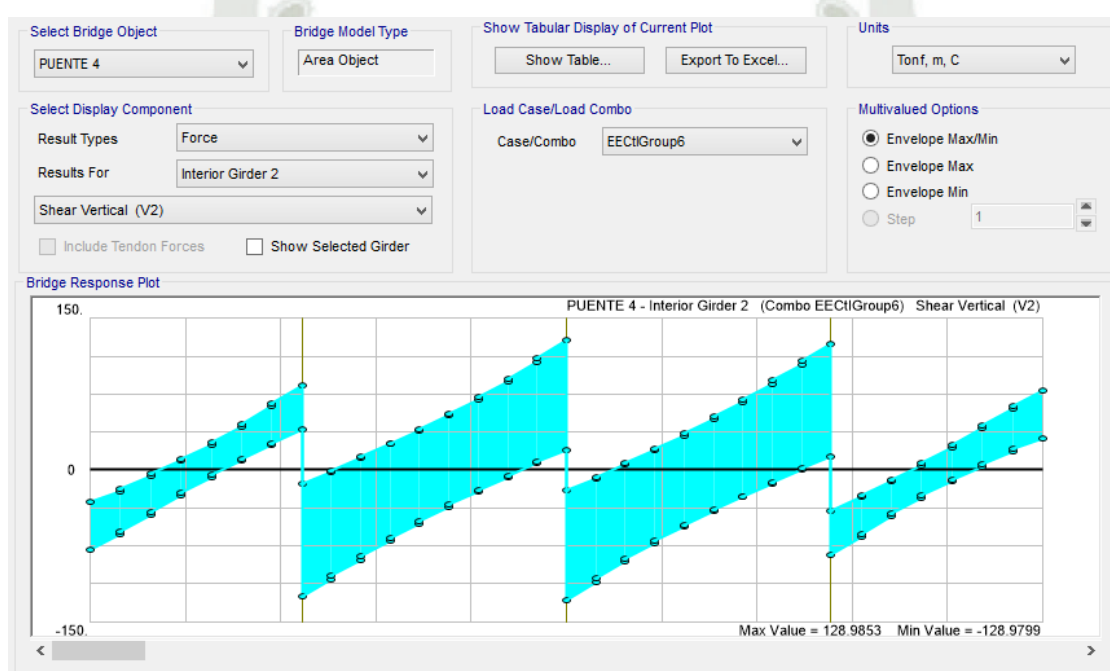 Select Bridge Object
PUENTE 4
Bridge Model Type
Area Object
Show Tabular Display of Current Plot
Show Table...
Export To Excel...
Units
Tonf, m, C
Select Display Component
Result Types
Force
Results For
Interior Girder 2
Shear Vertical (V2)
Include Tendon Forces
Show Selected Girder
Load Case/Load Combo
Case/Combo
EECtlGroup6
Multivalued Options
Envelope Max/Min
Envelope Max
Envelope Min
Step
1
Bridge Response Plot
150.
PUENTE 4 - Interior Girder 2 (Combo EECtlGroup6) Shear Vertical (V2)
0
-150.
Max Value = 128.9853 Min Value = -128.9799